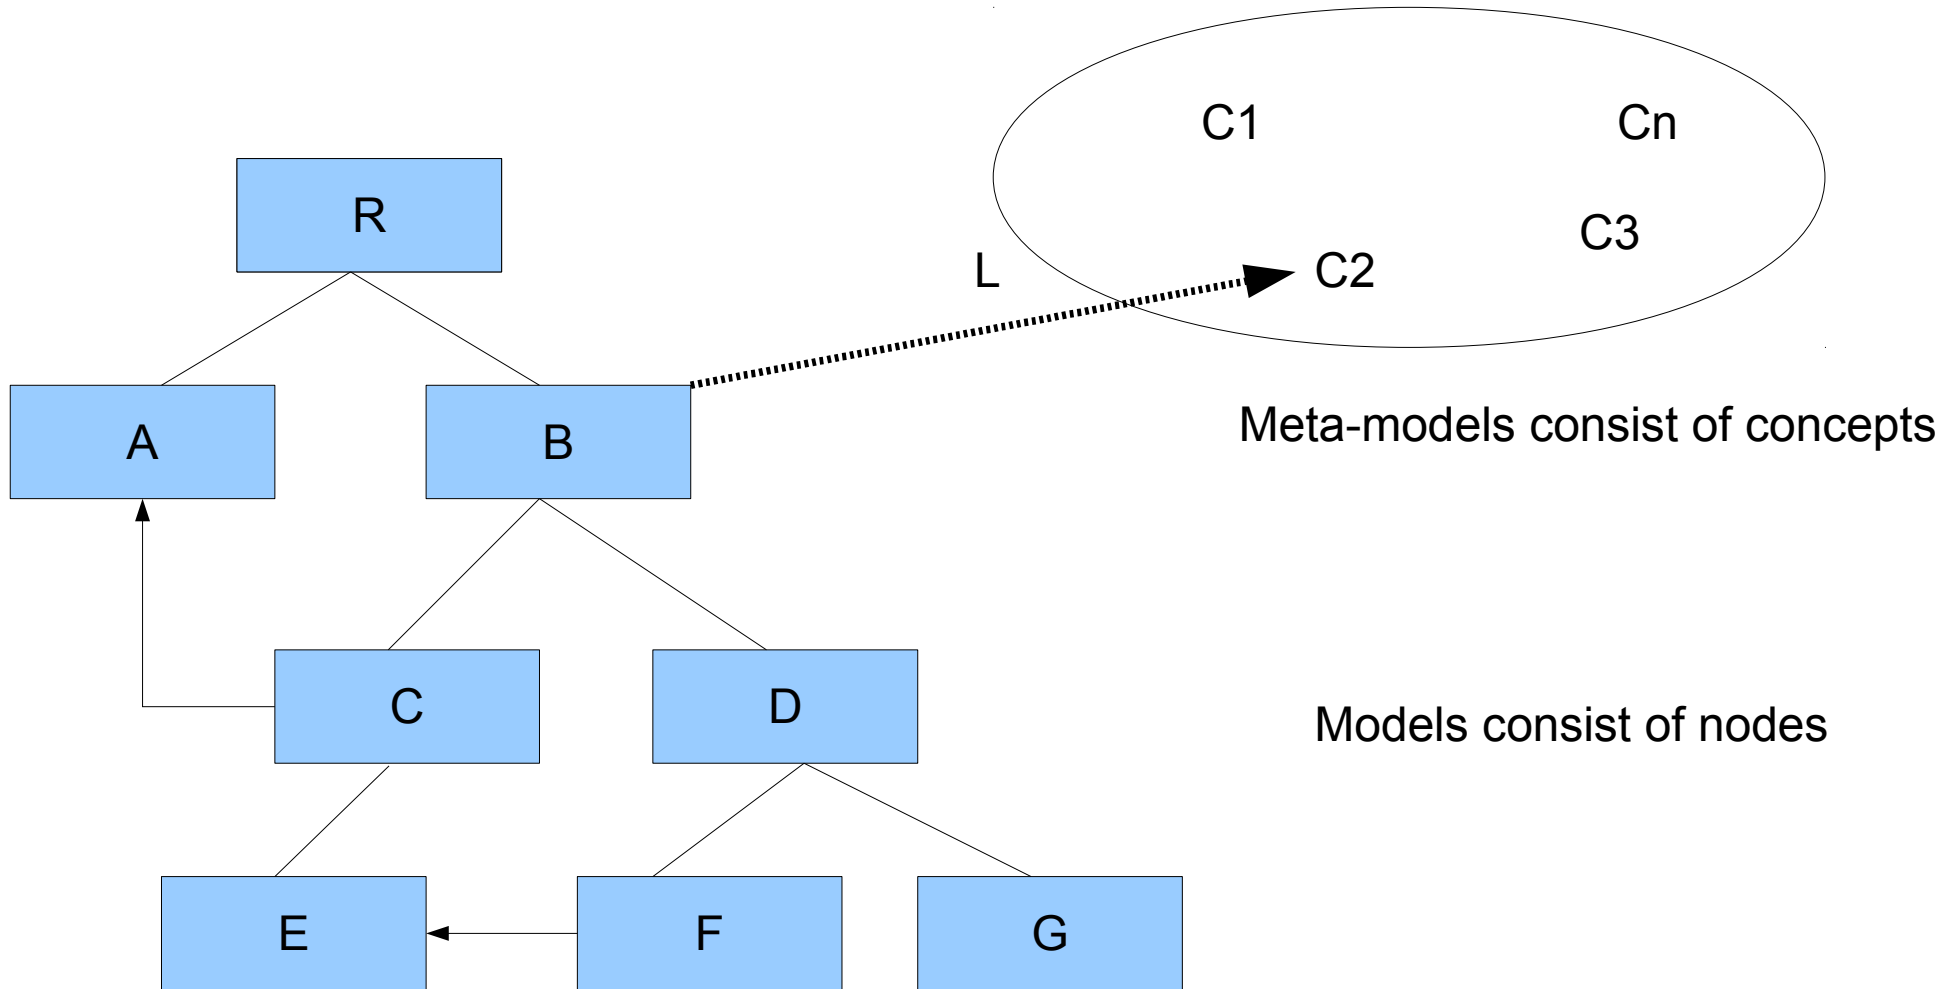 C1
Cn
R
C3
L
C2
A
B
Meta-models consist of concepts
C
D
Models consist of nodes
E
F
G